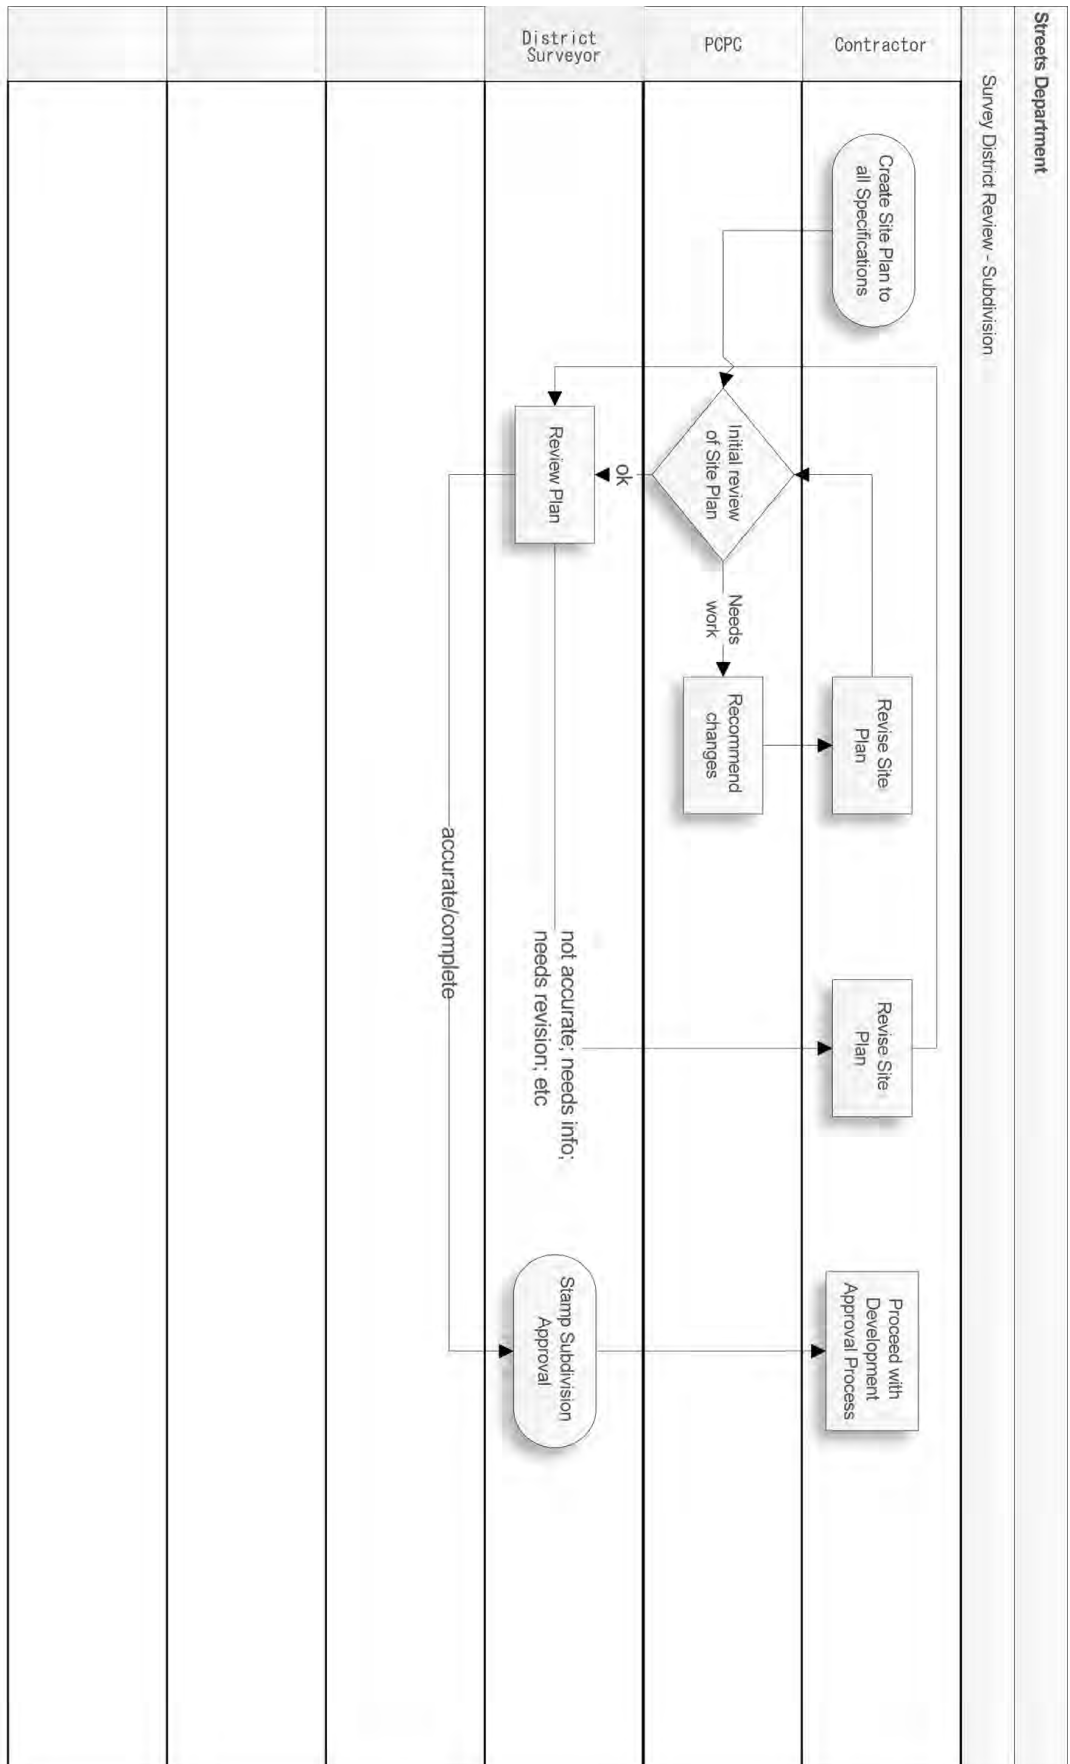 Streets Department
Survey District Review - Subdivision
Contractor
PCPC
District
Surveyor
Create Site Plan to
all Specifications
Initial review
of Site Plan
ok
Needs
work
Recommend
changes
Revise Site
Plan
Review Plan
not accurate; needs info;
needs revision; etc
Revise Site
Plan
accurate/complete
Stamp Subdivision
Approval
Proceed with
Development
Approval Process